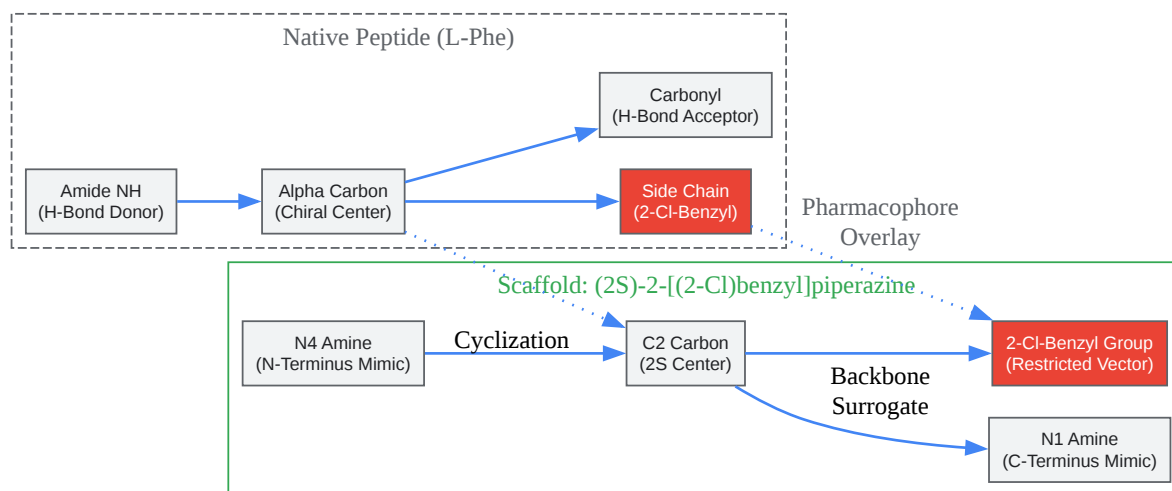 Native Peptide (L-Phe)
Carbonyl
(H-Bond Acceptor)
Amide NH
(H-Bond Donor)
Alpha Carbon
(Chiral Center)
Side Chain
(2-Cl-Benzyl)
Pharmacophore
Overlay
Scaffold: (2S)-2-[(2-Cl)benzyl]piperazine
N4 Amine
(N-Terminus Mimic)
Cyclization
C2 Carbon
(2S Center)
2-Cl-Benzyl Group
(Restricted Vector)
Backbone
Surrogate
N1 Amine
(C-Terminus Mimic)